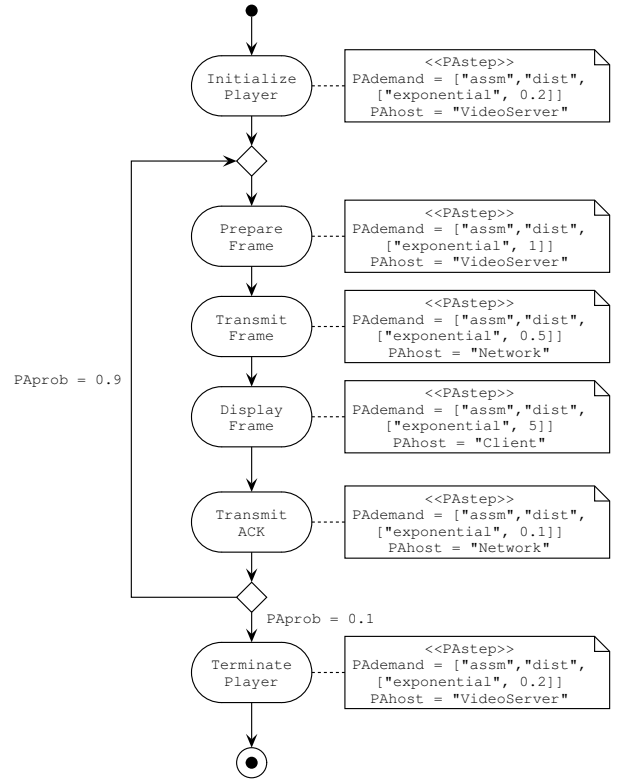 Initialize
Player
<<PAstep>>
PAdemand = ["assm","dist",
["exponential", 0.2]]
PAhost = "VideoServer"
Prepare
Frame
<<PAstep>>
PAdemand = ["assm","dist",
["exponential", 1]]
PAhost = "VideoServer"
Transmit
Frame
<<PAstep>>
PAdemand = ["assm","dist",
["exponential", 0.5]]
PAhost = "Network"
PAprob = 0.9
Display
Frame
<<PAstep>>
PAdemand = ["assm","dist",
["exponential", 5]]
PAhost = "Client"
Transmit
ACK
<<PAstep>>
PAdemand = ["assm","dist",
["exponential", 0.1]]
PAhost = "Network"
PAprob = 0.1
Terminate
Player
<<PAstep>>
PAdemand = ["assm","dist",
["exponential", 0.2]]
PAhost = "VideoServer"